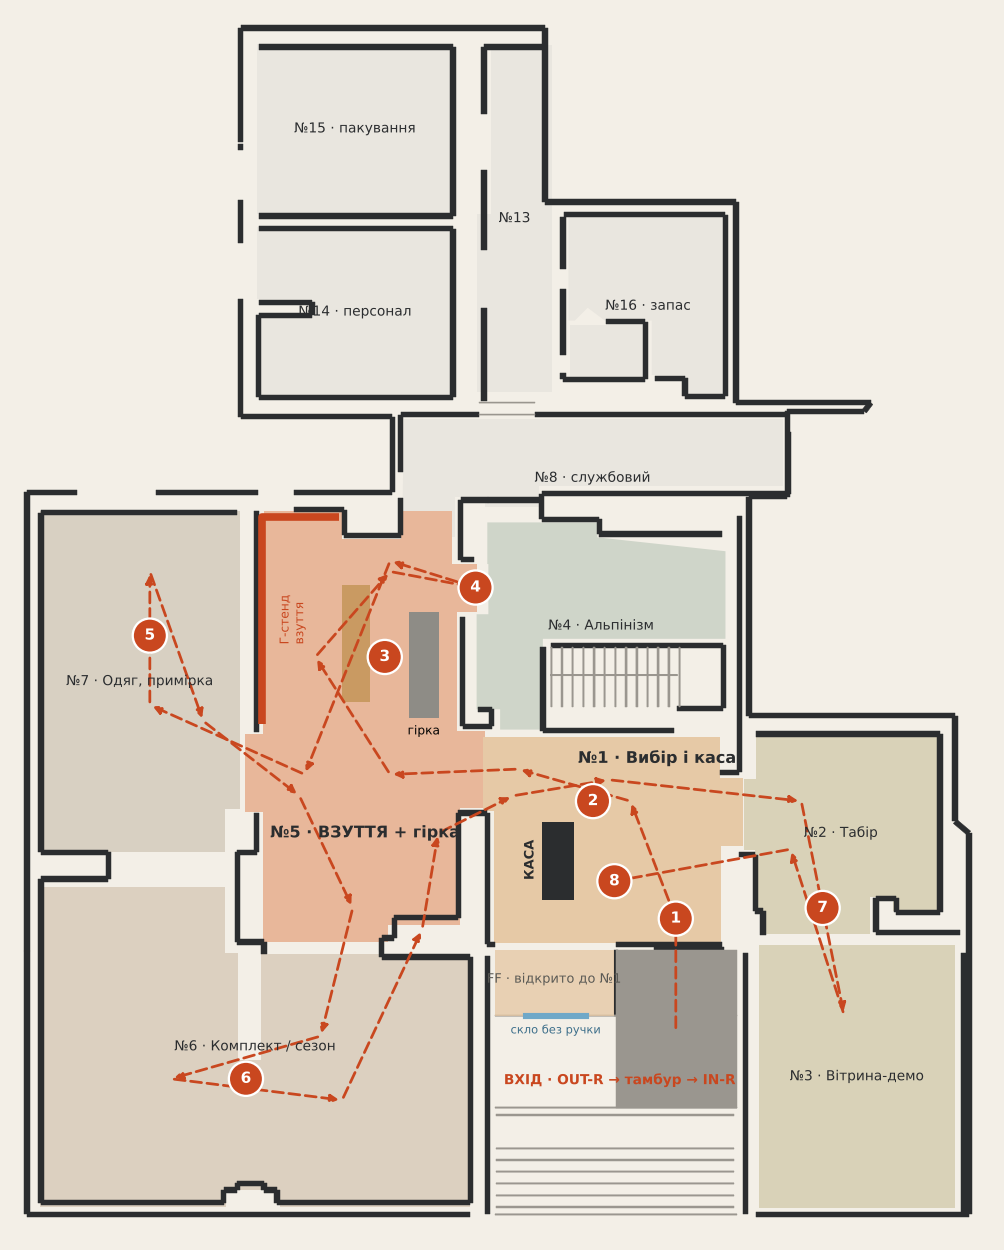 №15 · пакування
№13
№16 · запас
№14 · персонал
№8 · службовий
4
Г-стенд
взуття
№4 · Альпінізм
5
3
№7 · Одяг, примірка
гірка
№1 · Вибір і каса
2
№5 · ВЗУТТЯ + гірка
№2 · Табір
КАСА
8
7
1
FF · відкрито до №1
скло без ручки
№6 · Комплект / сезон
6
ВХІД · OUT-R → тамбур → IN-R
№3 · Вітрина-демо